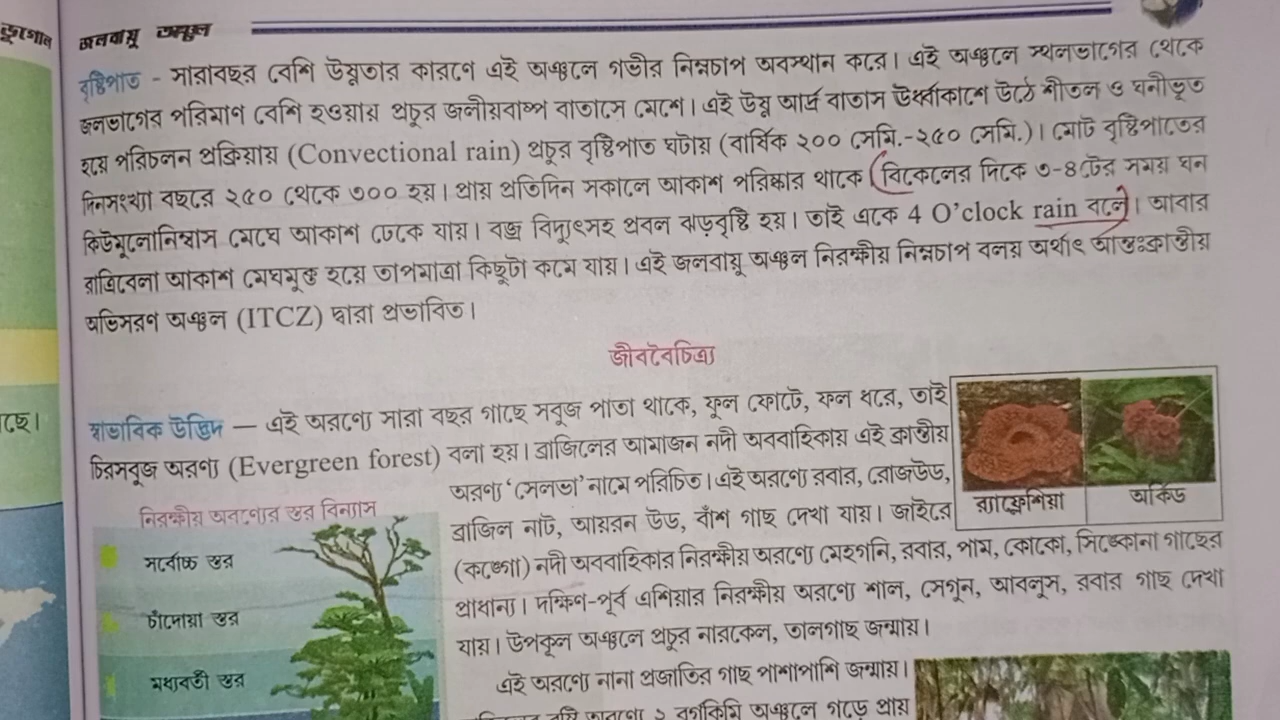 ভূগোল
জলবায়ু অঞ্চল
বৃষ্টিপাত - সারাবছর বেশি উষ্ণতার কারণে এই অঞ্চলে গভীর নিম্নচাপ অবস্থান করে। এই অঞ্চলে স্থলভাগের থেকে
জলভাগের পরিমাণ বেশি হওয়ায় প্রচুর জলীয়বাষ্প বাতাসে মেশে। এই উষ্ণ আর্দ্র বাতাস ঊর্ধ্বাকাশে উঠে শীতল ও ঘনীভূত
হয়ে পরিচলন প্রক্রিয়ায় (Convectional rain) প্রচুর বৃষ্টিপাত ঘটায় (বার্ষিক ২০০ সেমি.-২৫০ সেমি.)। মোট বৃষ্টিপাতের
দিনসংখ্যা বছরে ২৫০ থেকে ৩০০ হয়। প্রায় প্রতিদিন সকালে আকাশ পরিষ্কার থাকে বিকেলের দিকে ৩-৪টের সময় ঘন
কিউমুলোনিম্বাস মেঘে আকাশ ঢেকে যায়। বজ্র বিদ্যুৎসহ প্রবল ঝড়বৃষ্টি হয়। তাই একে 4 O'clock rain বলে। আবার
রাত্রিবেলা আকাশ মেঘমুক্ত হয়ে তাপমাত্রা কিছুটা কমে যায়। এই জলবায়ু অঞ্চল নিরক্ষীয় নিম্নচাপ বলয় অর্থাৎ আন্তঃক্রান্তীয়
অভিসরণ অঞ্চল (ITCZ) দ্বারা প্রভাবিত।
জীববৈচিত্র্য
স্বাভাবিক উদ্ভিদ — এই অরণ্যে সারা বছর গাছে সবুজ পাতা থাকে, ফুল ফোটে, ফল ধরে, তাই
চিরসবুজ অরণ্য (Evergreen forest) বলা হয়। ব্রাজিলের আমাজন নদী অববাহিকায় এই ক্রান্তীয়
অরণ্য 'সেলভা' নামে পরিচিত। এই অরণ্যে রবার, রোজউড,
ব্রাজিল নাট, আয়রন উড, বাঁশ গাছ দেখা যায়। জাইরে
(কঙ্গো) নদী অববাহিকার নিরক্ষীয় অরণ্যে মেহগনি, রবার, পাম, কোকো, সিঙ্কোনা গাছের
প্রাধান্য। দক্ষিণ-পূর্ব এশিয়ার নিরক্ষীয় অরণ্যে শাল, সেগুন, আবলুস, রবার গাছ দেখা
যায়। উপকূল অঞ্চলে প্রচুর নারকেল, তালগাছ জন্মায়।
এই অরণ্যে নানা প্রজাতির গাছ পাশাপাশি জন্মায়।
বৃষ্টি অরণ্যে ১ বর্গকিমি অঞ্চলে গড়ে প্রায়
র‍্যাফ্লেশিয়া
অর্কিড
নিরক্ষীয় অরণ্যের স্তর বিন্যাস
সর্বোচ্চ স্তর
চাঁদোয়া স্তর
মধ্যবর্তী স্তর
ছে।